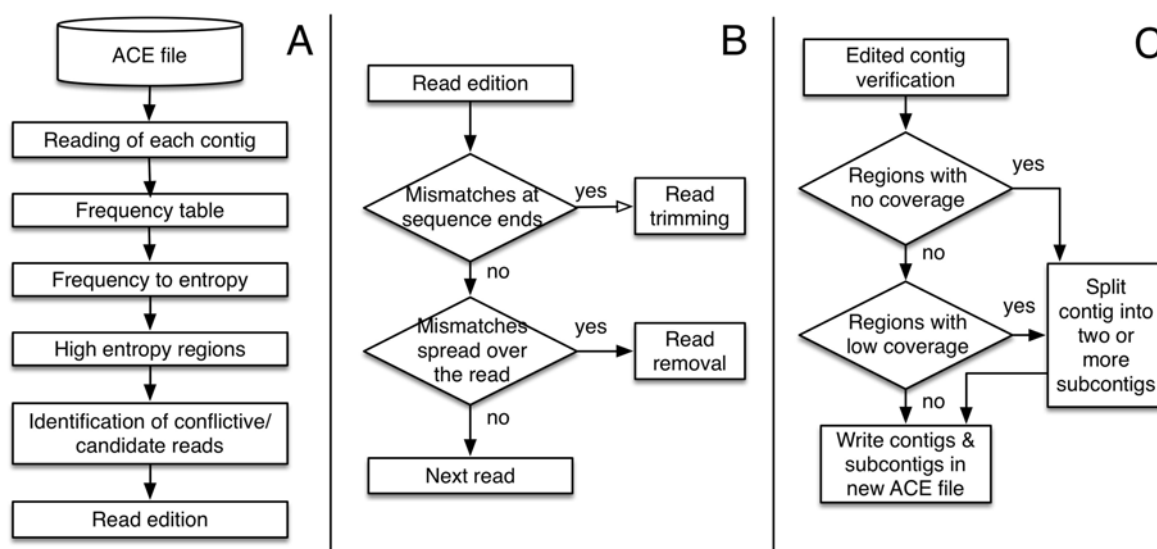 A
ACE file
Reading of each contig
Frequency table
Frequency to entropy
High entropy regions
Identification of conflictive/
candidate reads
Read edition
B
Read edition
Mismatches at
sequence ends
yes
Read
trimming
no
Mismatches
spread over
the read
yes
Read
removal
no
Next read
C
Edited contig
verification
Regions with
no coverage
yes
no
Regions with
low coverage
yes
Split
contig into
two or
more
subcontigs
no
Write contigs &
subcontigs in
new ACE file